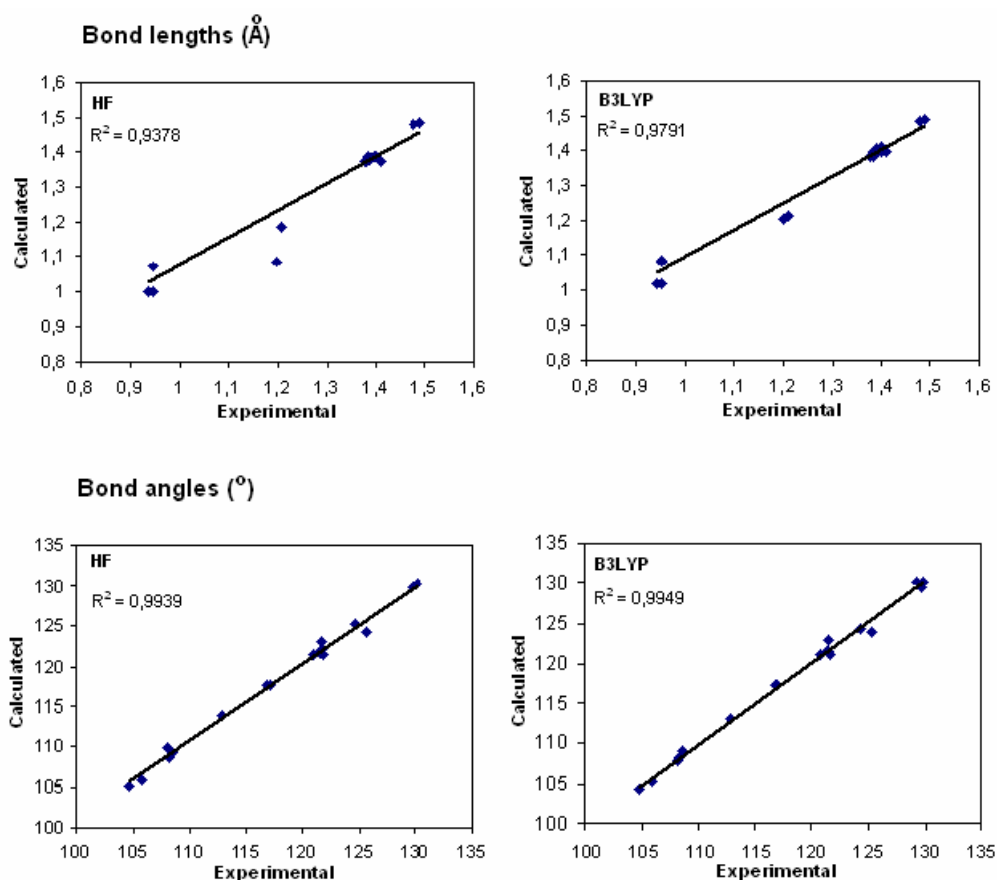 Bond lengths (Å)
HF
R² = 0,9378
Calculated
1,6
1,5
1,4
1,3
1,2
1,1
1
0,9
0,8
0,8 0,9 1 1,1 1,2 1,3 1,4 1,5 1,6
Experimental
B3LYP
R² = 0,9791
Calculated
1,6
1,5
1,4
1,3
1,2
1,1
1
0,9
0,8
0,8 0,9 1 1,1 1,2 1,3 1,4 1,5 1,6
Experimental
Bond angles (°)
HF
R² = 0,9939
Calculated
135
130
125
120
115
110
105
100
100 105 110 115 120 125 130 135
Experimental
B3LYP
R² = 0,9949
Calculated
135
130
125
120
115
110
105
100
100 105 110 115 120 125 130 135
Experimental